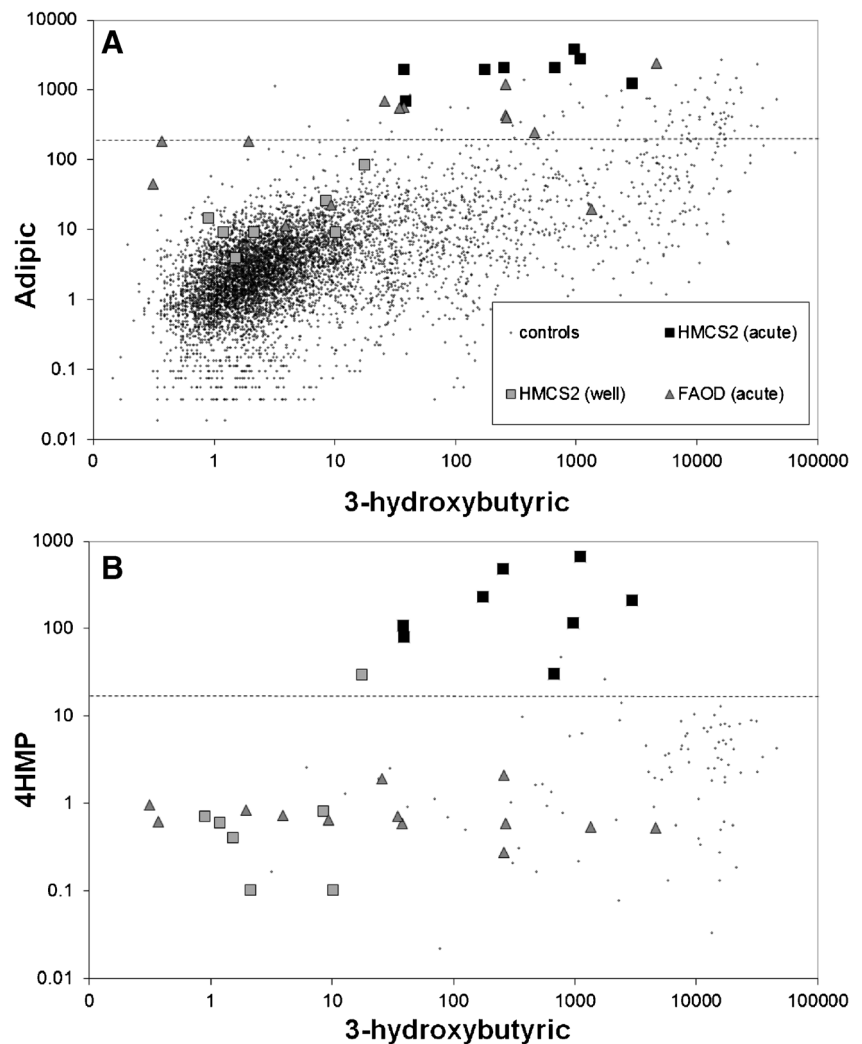 A
10000
1000
100
10
1
0.1
0.01
Adipic
controls
HMCS2 (acute)
HMCS2 (well)
FAOD (acute)
0 1 10 100 1000 10000 100000
3-hydroxybutyric
B
1000
100
10
1
0.1
0.01
4HMP
0 1 10 100 1000 10000 100000
3-hydroxybutyric